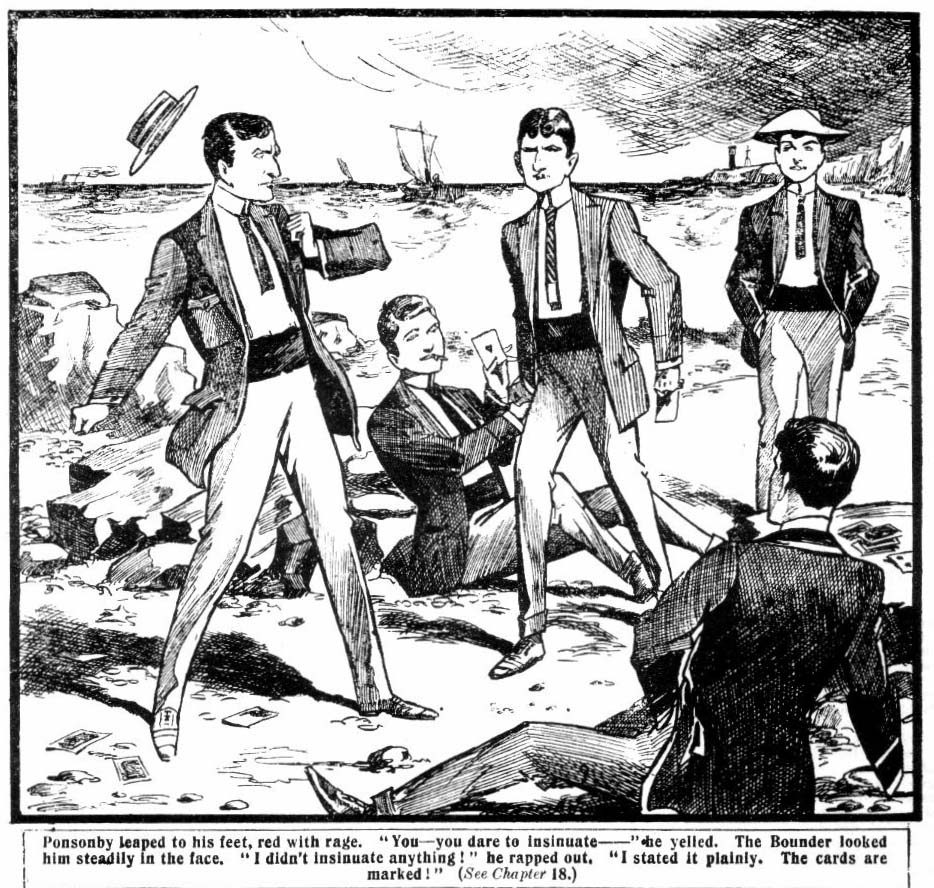 Ponsonby leaped to his feet, red with rage. "You—you dare to insinuate——" he yelled. The Bounder looked
him steadily in the face. "I didn't insinuate anything!" he rapped out. "I stated it plainly. The cards are
marked!" (See Chapter 18.)